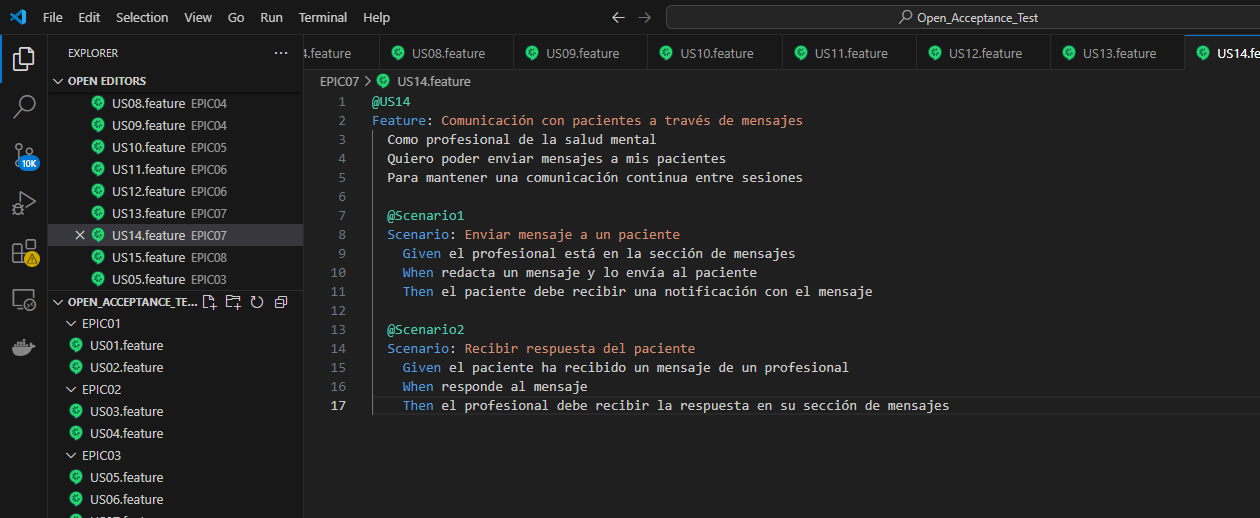 File Edit Selection View Go Run Terminal Help
Open_Acceptance_Test
EXPLORER
OPEN EDITORS
US08.feature EPIC04
US09.feature EPIC04
US10.feature EPIC05
US11.feature EPIC06
US12.feature EPIC06
US13.feature EPIC07
US14.feature EPIC07
US15.feature EPIC08
US05.feature EPIC03
OPEN_ACCEPTANCE_TE...
EPIC01
US01.feature
US02.feature
EPIC02
US03.feature
US04.feature
EPIC03
US05.feature
US06.feature
10K
4.feature US08.feature US09.feature US10.feature US11.feature US12.feature US13.feature US14.fe
EPIC07 > US14.feature
1 @US14
2 Feature: Comunicación con pacientes a través de mensajes
3 Como profesional de la salud mental
4 Quiero poder enviar mensajes a mis pacientes
5 Para mantener una comunicación continua entre sesiones
6
7 @Scenario1
8 Scenario: Enviar mensaje a un paciente
9 Given el profesional está en la sección de mensajes
10 When redacta un mensaje y lo envía al paciente
11 Then el paciente debe recibir una notificación con el mensaje
12
13 @Scenario2
14 Scenario: Recibir respuesta del paciente
15 Given el paciente ha recibido un mensaje de un profesional
16 When responde al mensaje
17 Then el profesional debe recibir la respuesta en su sección de mensajes